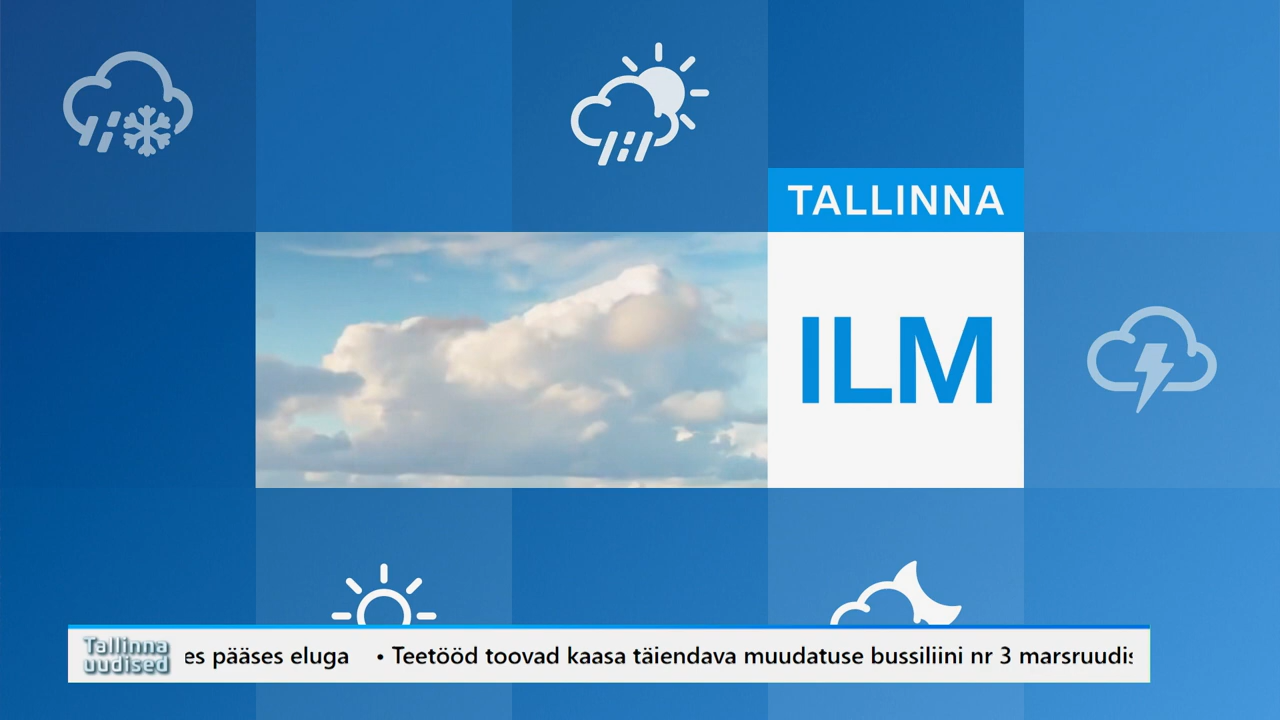 TALLINNA
ILM
Tallinna
uudised
es pääses eluga • Teetööd toovad kaasa täiendava muudatuse bussiliini nr 3 marsruudis